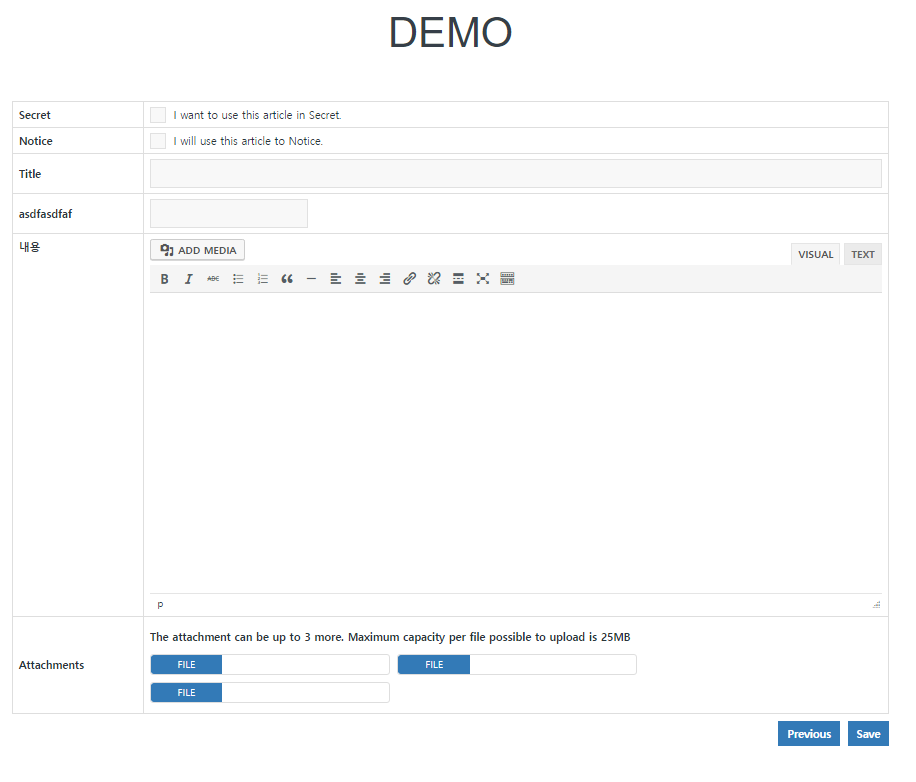 DEMO
Secret
I want to use this article in Secret.
Notice
I will use this article to Notice.
Title
asdfasdfaf
내용
ADD MEDIA
VISUAL TEXT
B I ABC
p
Attachments
The attachment can be up to 3 more. Maximum capacity per file possible to upload is 25MB
FILE FILE
FILE
Previous Save